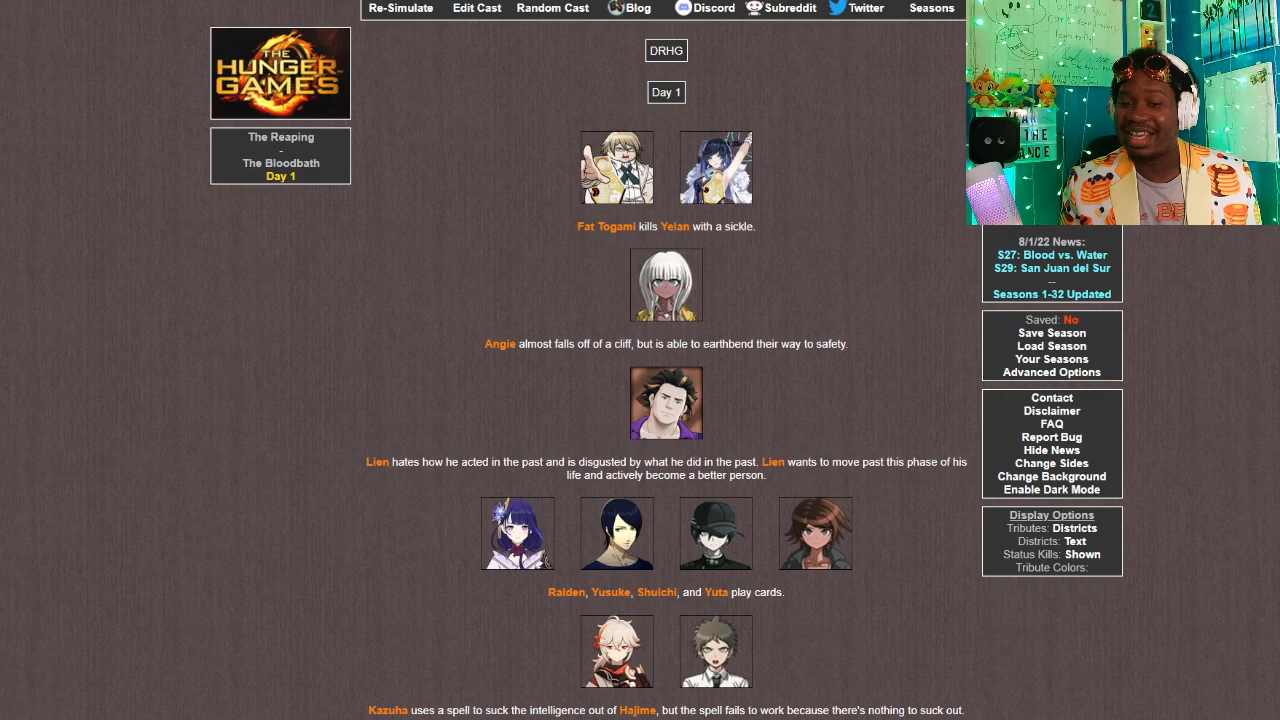 Re-Simulate Edit Cast Random Cast Blog Discord Subreddit Twitter Seasons
THE
HUNGER
GAMES
The Reaping
-
The Bloodbath
Day 1
DRHG
Day 1
Fat Togami kills Yelan with a sickle.
Angie almost falls off of a cliff, but is able to earthbend their way to safety.
Lien hates how he acted in the past and is disgusted by what he did in the past. Lien wants to move past this phase of his
life and actively become a better person.
Raiden, Yusuke, Shuichi, and Yuta play cards.
Kazuha uses a spell to suck the intelligence out of Hajime, but the spell fails to work because there's nothing to suck out.
2
8/1/22 News:
S27: Blood vs. Water
S29: San Juan del Sur
--
Seasons 1-32 Updated
Saved: No
Save Season
Load Season
Your Seasons
Advanced Options
Contact
Disclaimer
FAQ
Report Bug
Hide News
Change Sides
Change Background
Enable Dark Mode
Display Options
Tributes: Districts
Districts: Text
Status Kills: Shown
Tribute Colors: